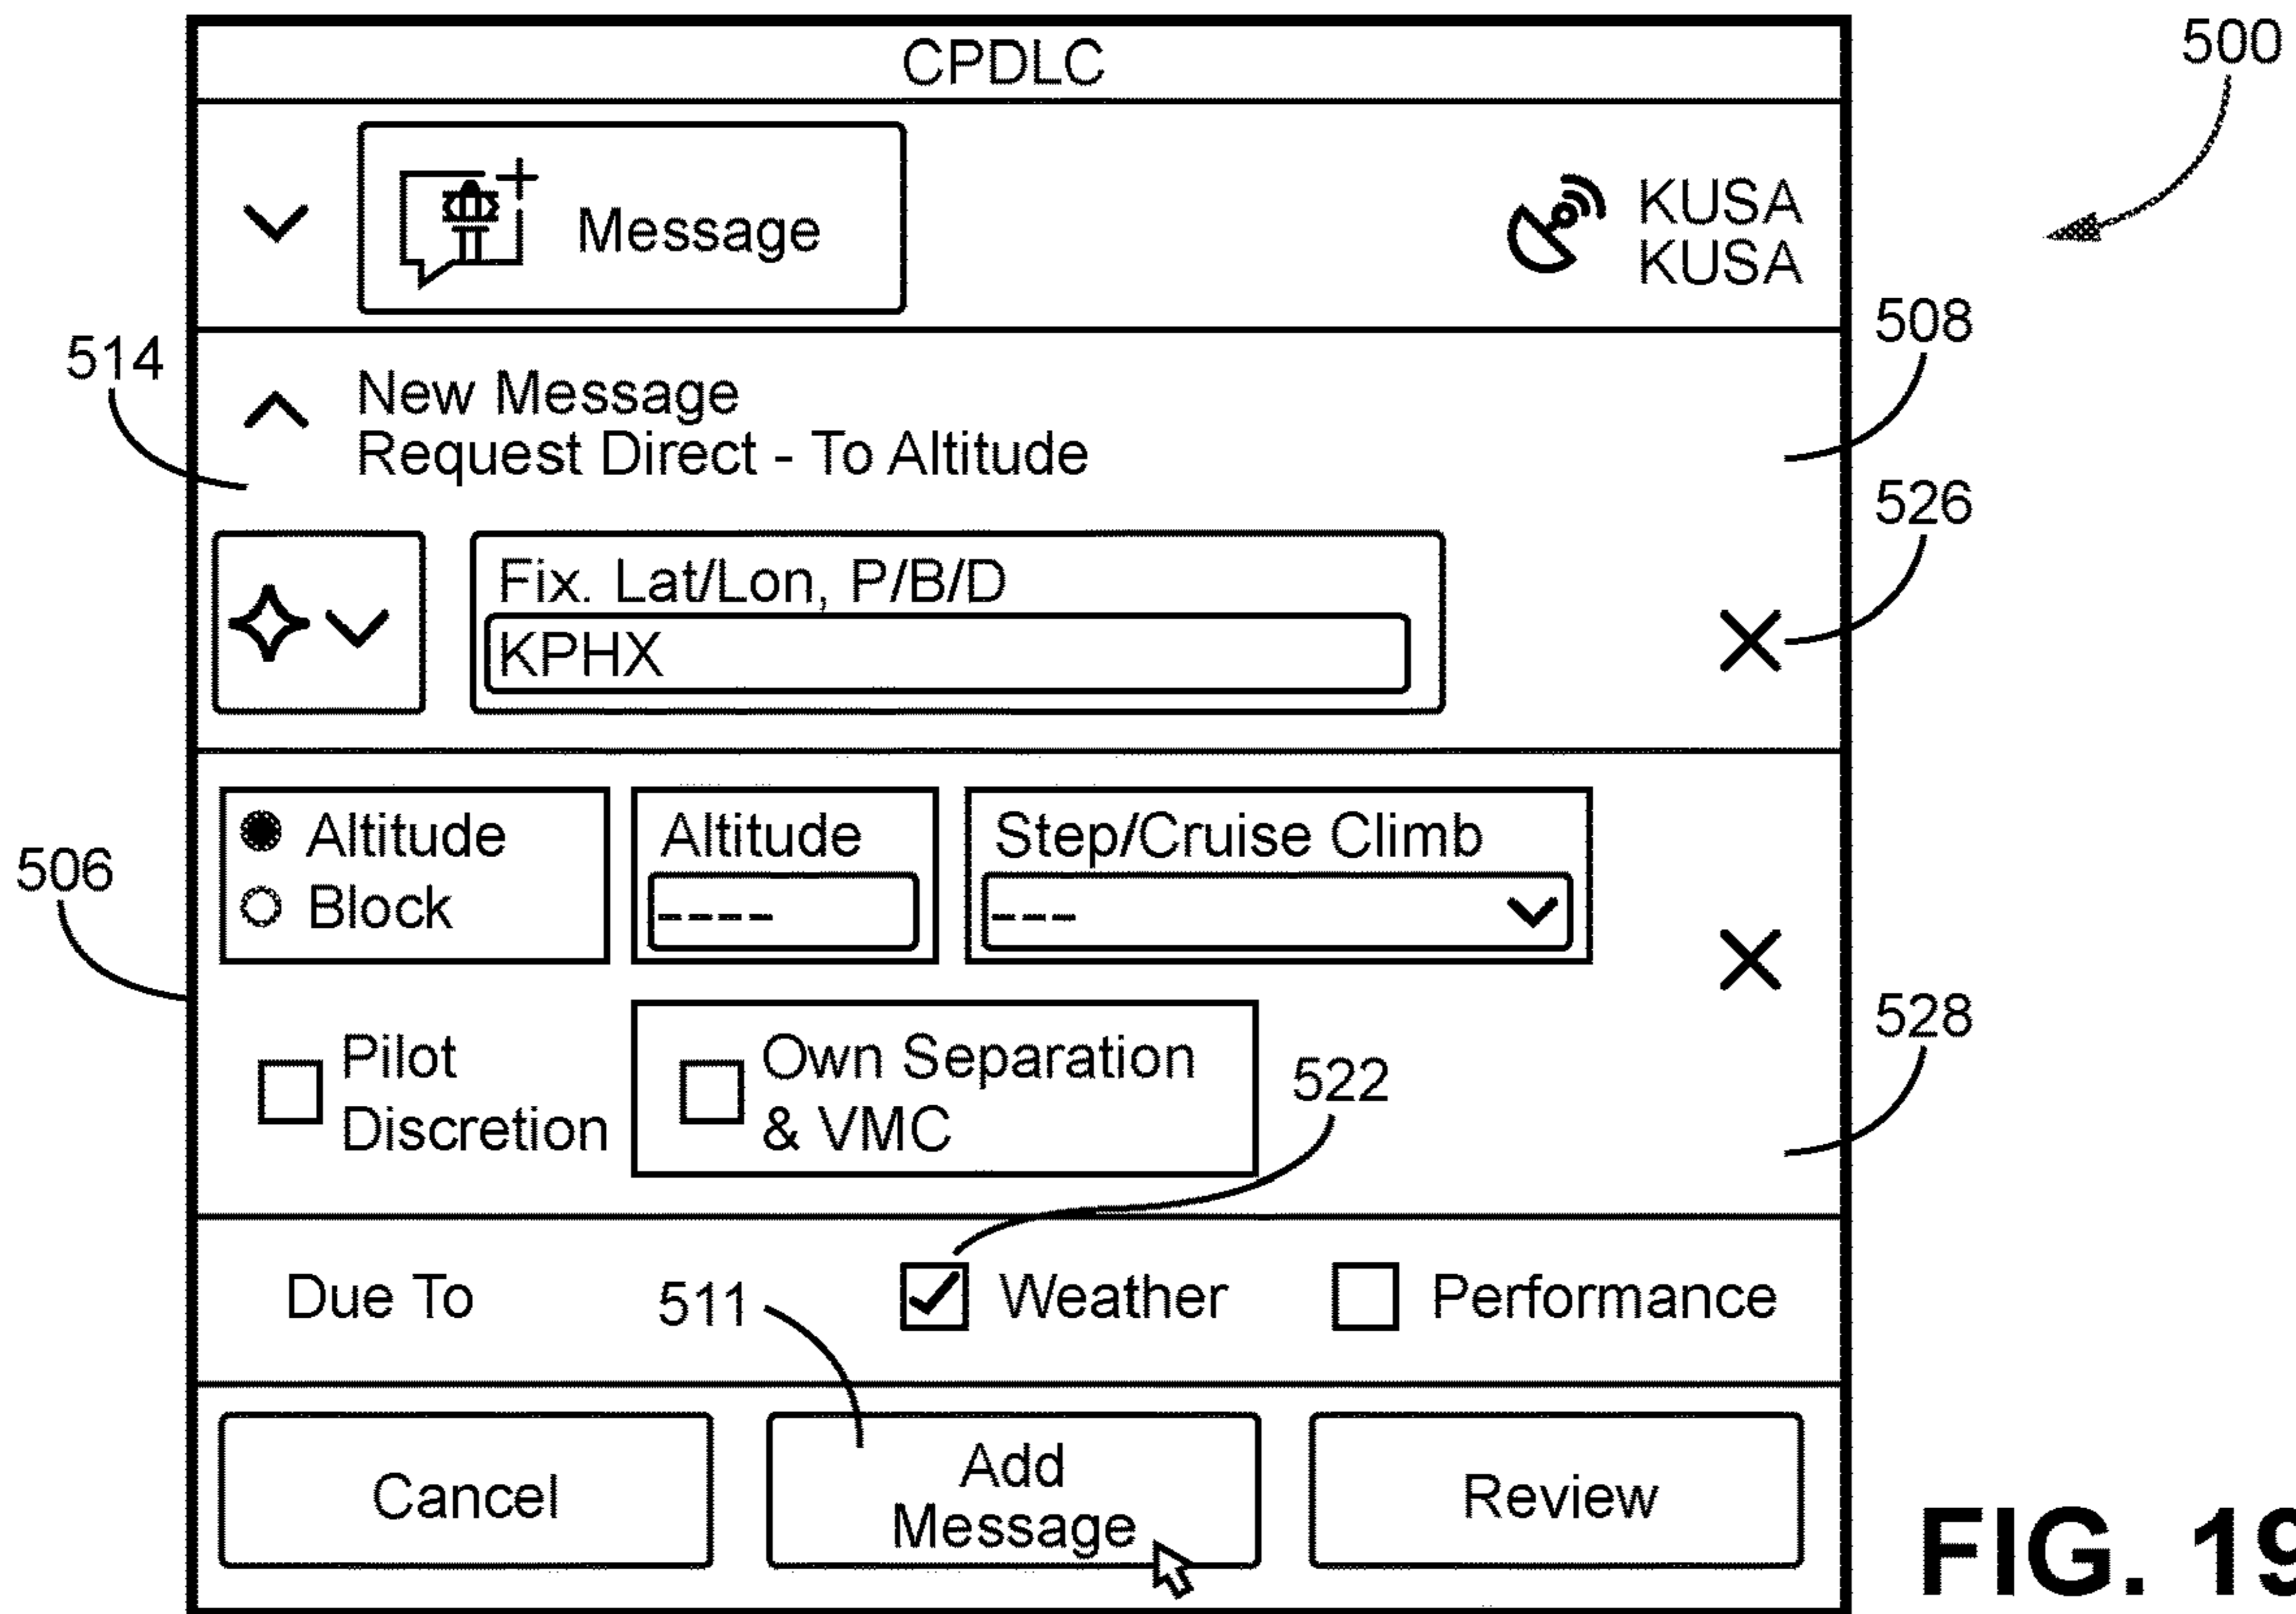 CPDLC
500
Message
KUSA
KUSA
508
514
New Message
Request Direct - To Altitude
526
Fix. Lat/Lon, P/B/D
KPHX
Altitude
Block
Altitude
----
Step/Cruise Climb
---
506
528
Pilot
Discretion
Own Separation
& VMC
522
Due To
511
Weather
Performance
Cancel
Add
Message
Review
FIG. 19